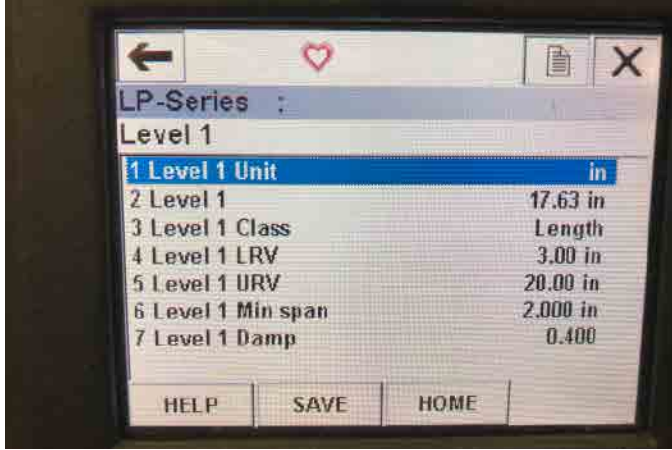 LP-Series :
Level 1
1 Level 1 Unit in
2 Level 1 17.63 in
3 Level 1 Class Length
4 Level 1 LRV 3.00 in
5 Level 1 URV 20.00 in
6 Level 1 Min span 2.000 in
7 Level 1 Damp 0.400
HELP SAVE HOME